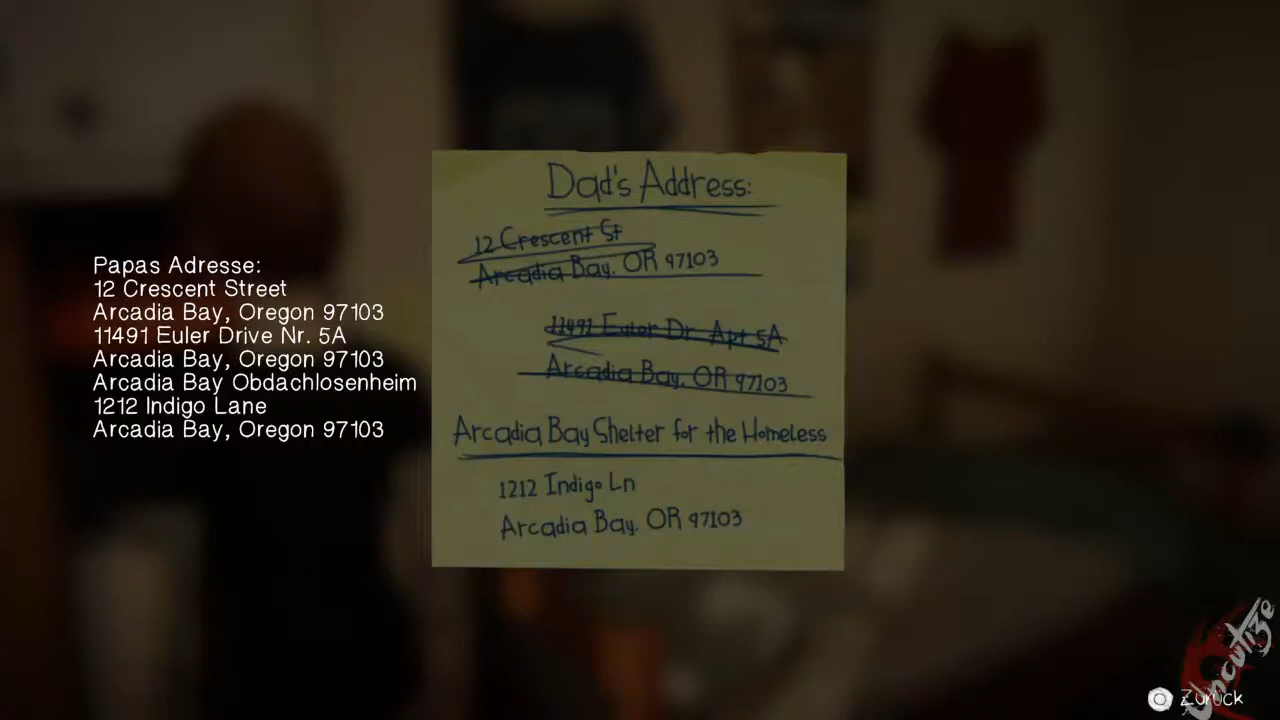 Papas Adresse:
12 Crescent Street
Arcadia Bay, Oregon 97103
11491 Euler Drive Nr. 5A
Arcadia Bay, Oregon 97103
Arcadia Bay Obdachlosenheim
1212 Indigo Lane
Arcadia Bay, Oregon 97103
Dad's Address:
12 Crescent St
Arcadia Bay, OR 97103
11491 Euler Dr Apt 5A
Arcadia Bay, OR 97103
Arcadia Bay Shelter for the Homeless
1212 Indigo Ln
Arcadia Bay, OR 97103
Zurück